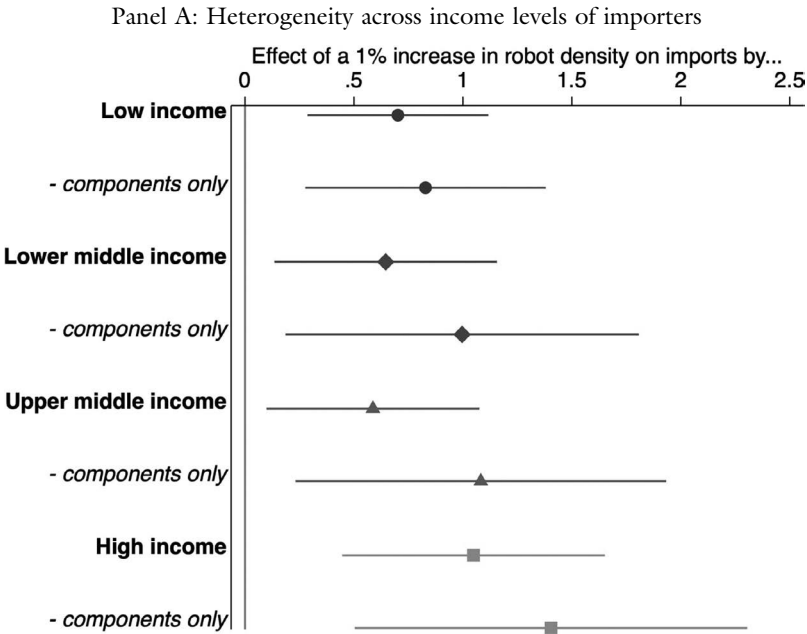 Panel A: Heterogeneity across income levels of importers
Effect of a 1% increase in robot density on imports by...
0 .5 1 1.5 2 2.5
Low income
- components only
Lower middle income
- components only
Upper middle income
- components only
High income
- components only